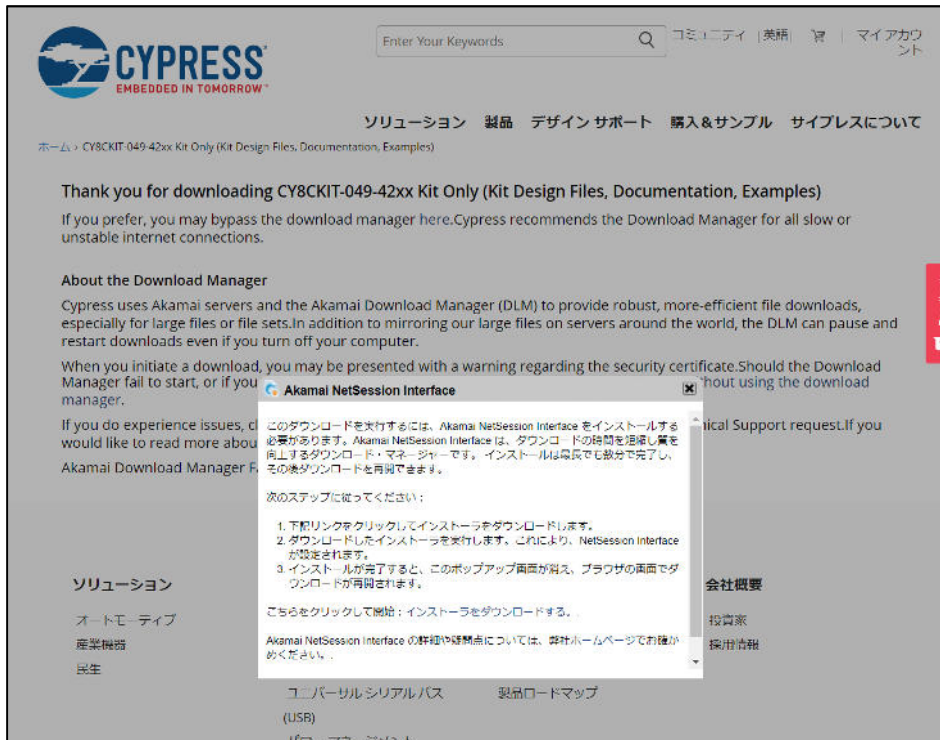 CYPRESS
EMBEDDED IN TOMORROW
Enter Your Keywords
コミュニティ | 英語 | マイアカウ
ント
ソリューション 製品 デザイン サポート 購入&サンプル サイプレスについて
ホーム › CY8CKIT-049-42xx Kit Only (Kit Design Files, Documentation, Examples)
Thank you for downloading CY8CKIT-049-42xx Kit Only (Kit Design Files, Documentation, Examples)
If you prefer, you may bypass the download manager here.Cypress recommends the Download Manager for all slow or
unstable internet connections.
About the Download Manager
Cypress uses Akamai servers and the Akamai Download Manager (DLM) to provide robust, more-efficient file downloads,
especially for large files or file sets.In addition to mirroring our large files on servers around the world, the DLM can pause and
restart downloads even if you turn off your computer.
When you initiate a download, you may be presented with a warning regarding the security certificate.Should the Download
Manager fail to start, or if you
hout using the download
manager.
If you do experience issues, cl
nical Support request.If you
would like to read more abou
Akamai Download Manager F
Akamai NetSession Interface
このダウンロードを実行するには、Akamai NetSession Interface をインストールする
必要があります。Akamai NetSession Interface は、ダウンロードの時間を短縮し質を
向上するダウンロード・マネージャーです。 インストールは最長でも数分で完了し、
その後ダウンロードを再開できます。
次のステップに従ってください：
1. 下記リンクをクリックしてインストーラをダウンロードします。
2. ダウンロードしたインストーラを実行します。これにより、NetSession Interface
が設定されます。
3. インストールが完了すると、このポップアップ画面が消え、ブラウザの画面でダ
ウンロードが再開されます。
こちらをクリックして開始：インストーラをダウンロードする。.
Akamai NetSession Interface の詳細や疑問点については、弊社ホームページでお確か
めください。.
ソリューション
会社概要
オートモーティブ
投資家
産業機器
採用情報
民生
ユニバーサル シリアル バス
製品ロードマップ
(USB)